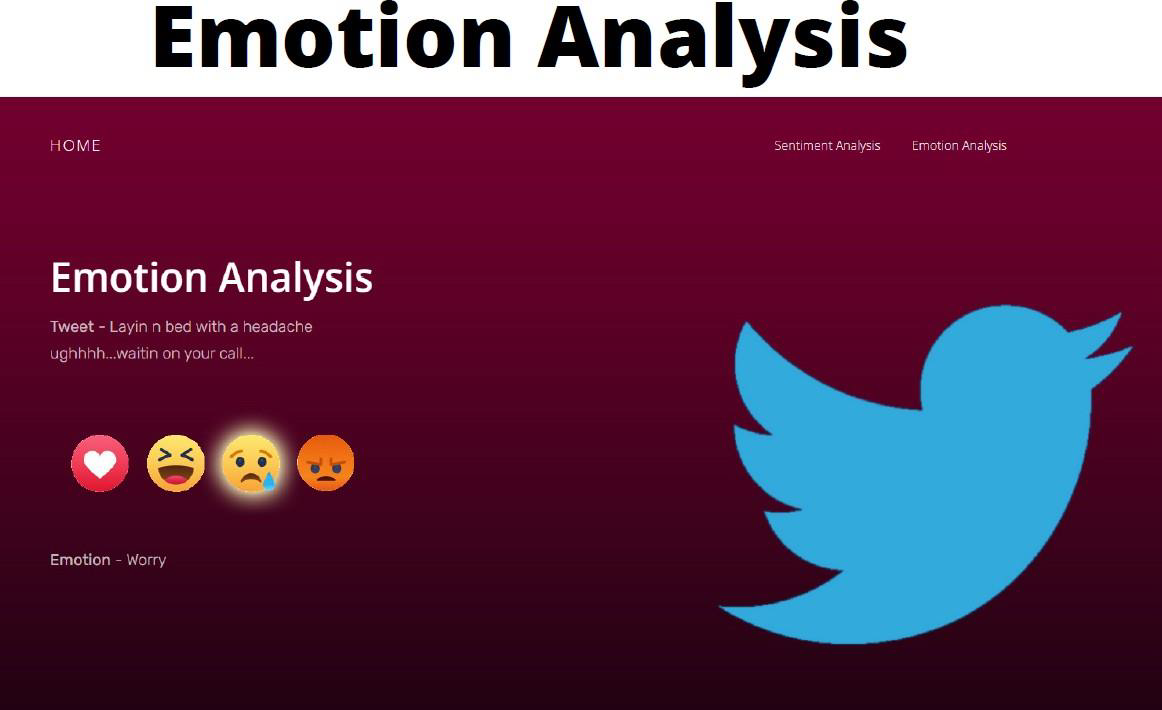 Emotion Analysis
HOME
Sentiment Analysis
Emotion Analysis
Emotion Analysis
Tweet - Layin n bed with a headache
ughhhh...waitin on your call...
Emotion - Worry